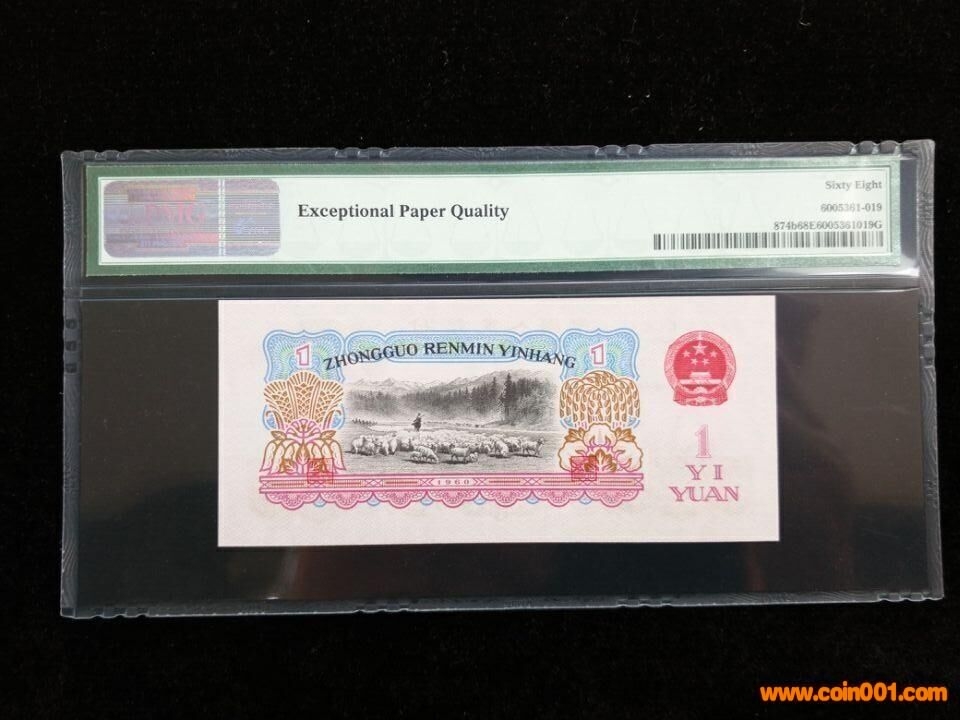 Sixty Eight
Exceptional Paper Quality
6005361-019
874b68E6005361019G
1 ZHONGGUO RENMIN YINHANG 1
1
YI
YUAN
1960
www.coin001.com